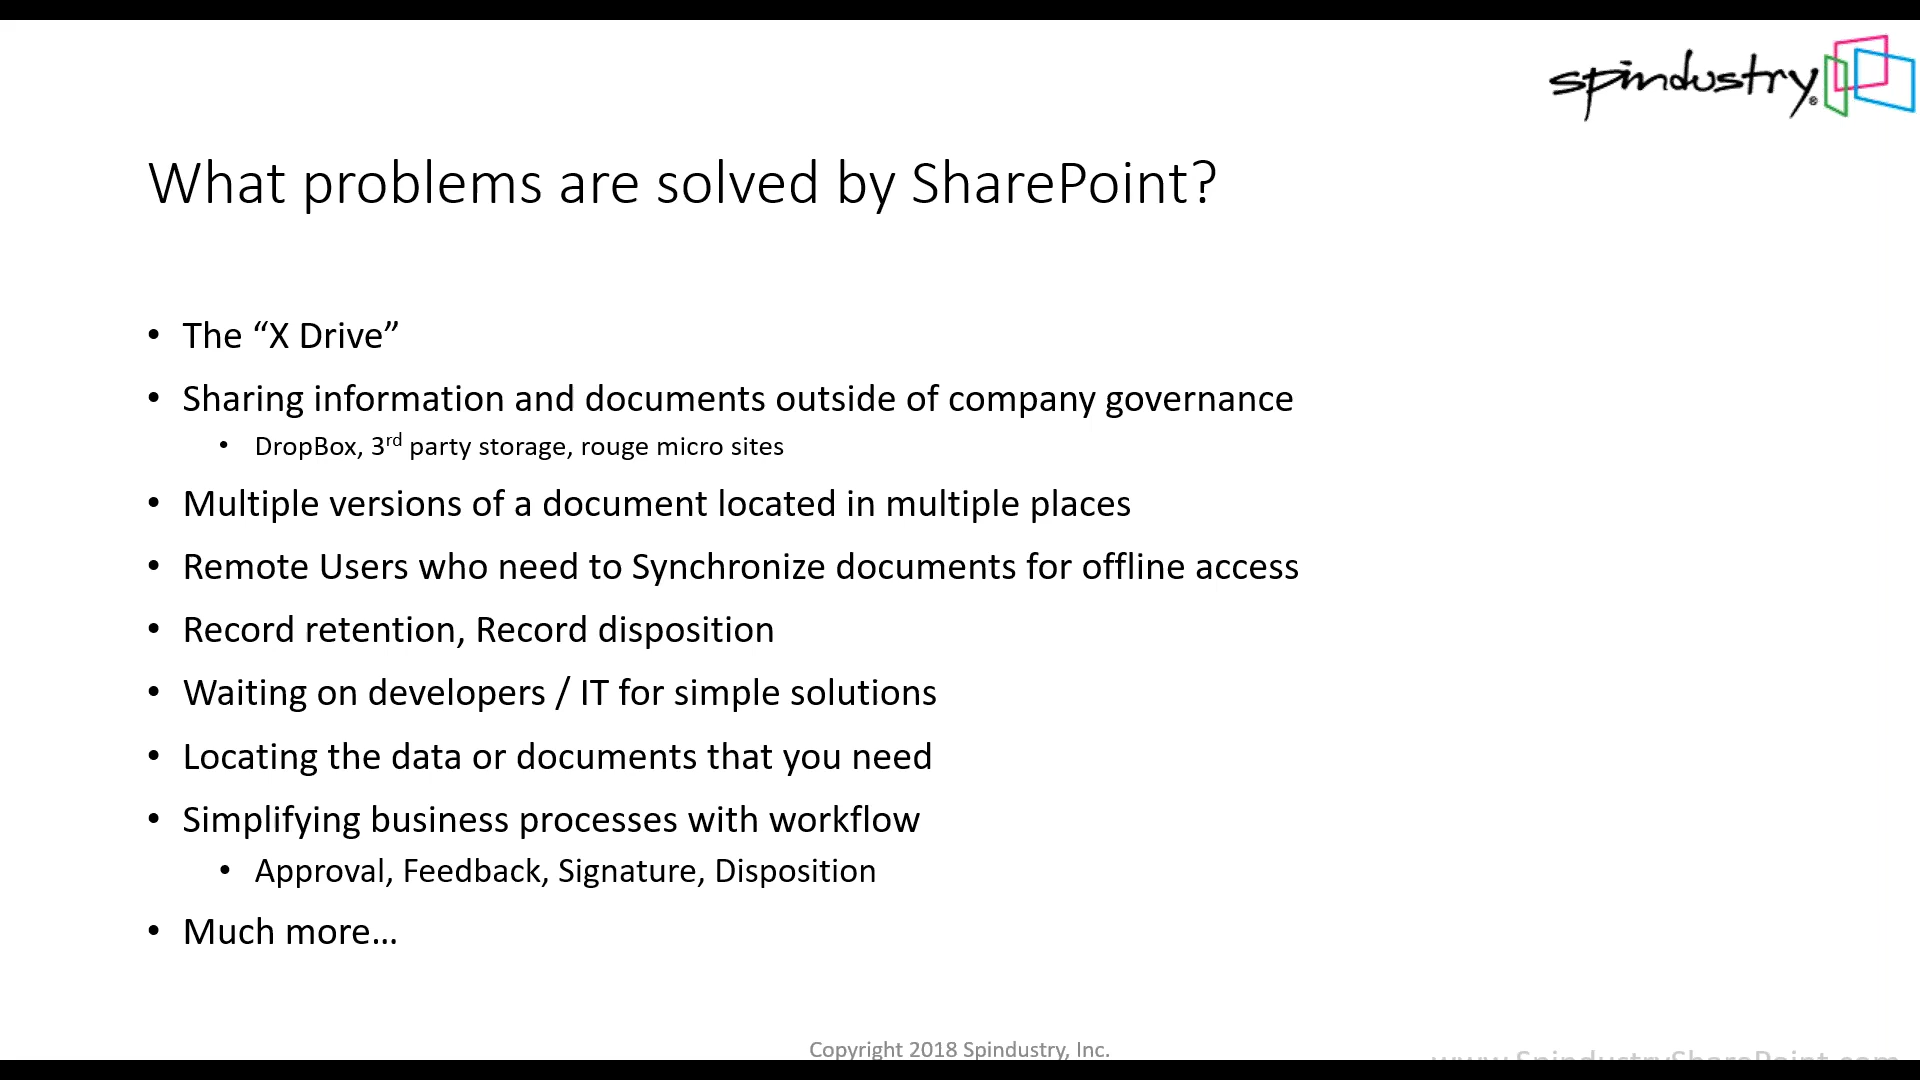 spindustry®
What problems are solved by SharePoint?
• The “X Drive”
• Sharing information and documents outside of company governance
• DropBox, 3rd party storage, rouge micro sites
• Multiple versions of a document located in multiple places
• Remote Users who need to Synchronize documents for offline access
• Record retention, Record disposition
• Waiting on developers / IT for simple solutions
• Locating the data or documents that you need
• Simplifying business processes with workflow
• Approval, Feedback, Signature, Disposition
• Much more…
Copyright 2018 Spindustry, Inc.
www.SpindustrySharePoint.com